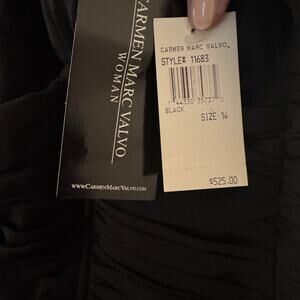 CARMEN MARC VALVO
WOMAN
WWW.CARMENMARCVALVO.COM
CARMEN MARC VALVO
STYLE# 11683
BLACK
SIZE 14
$525.00